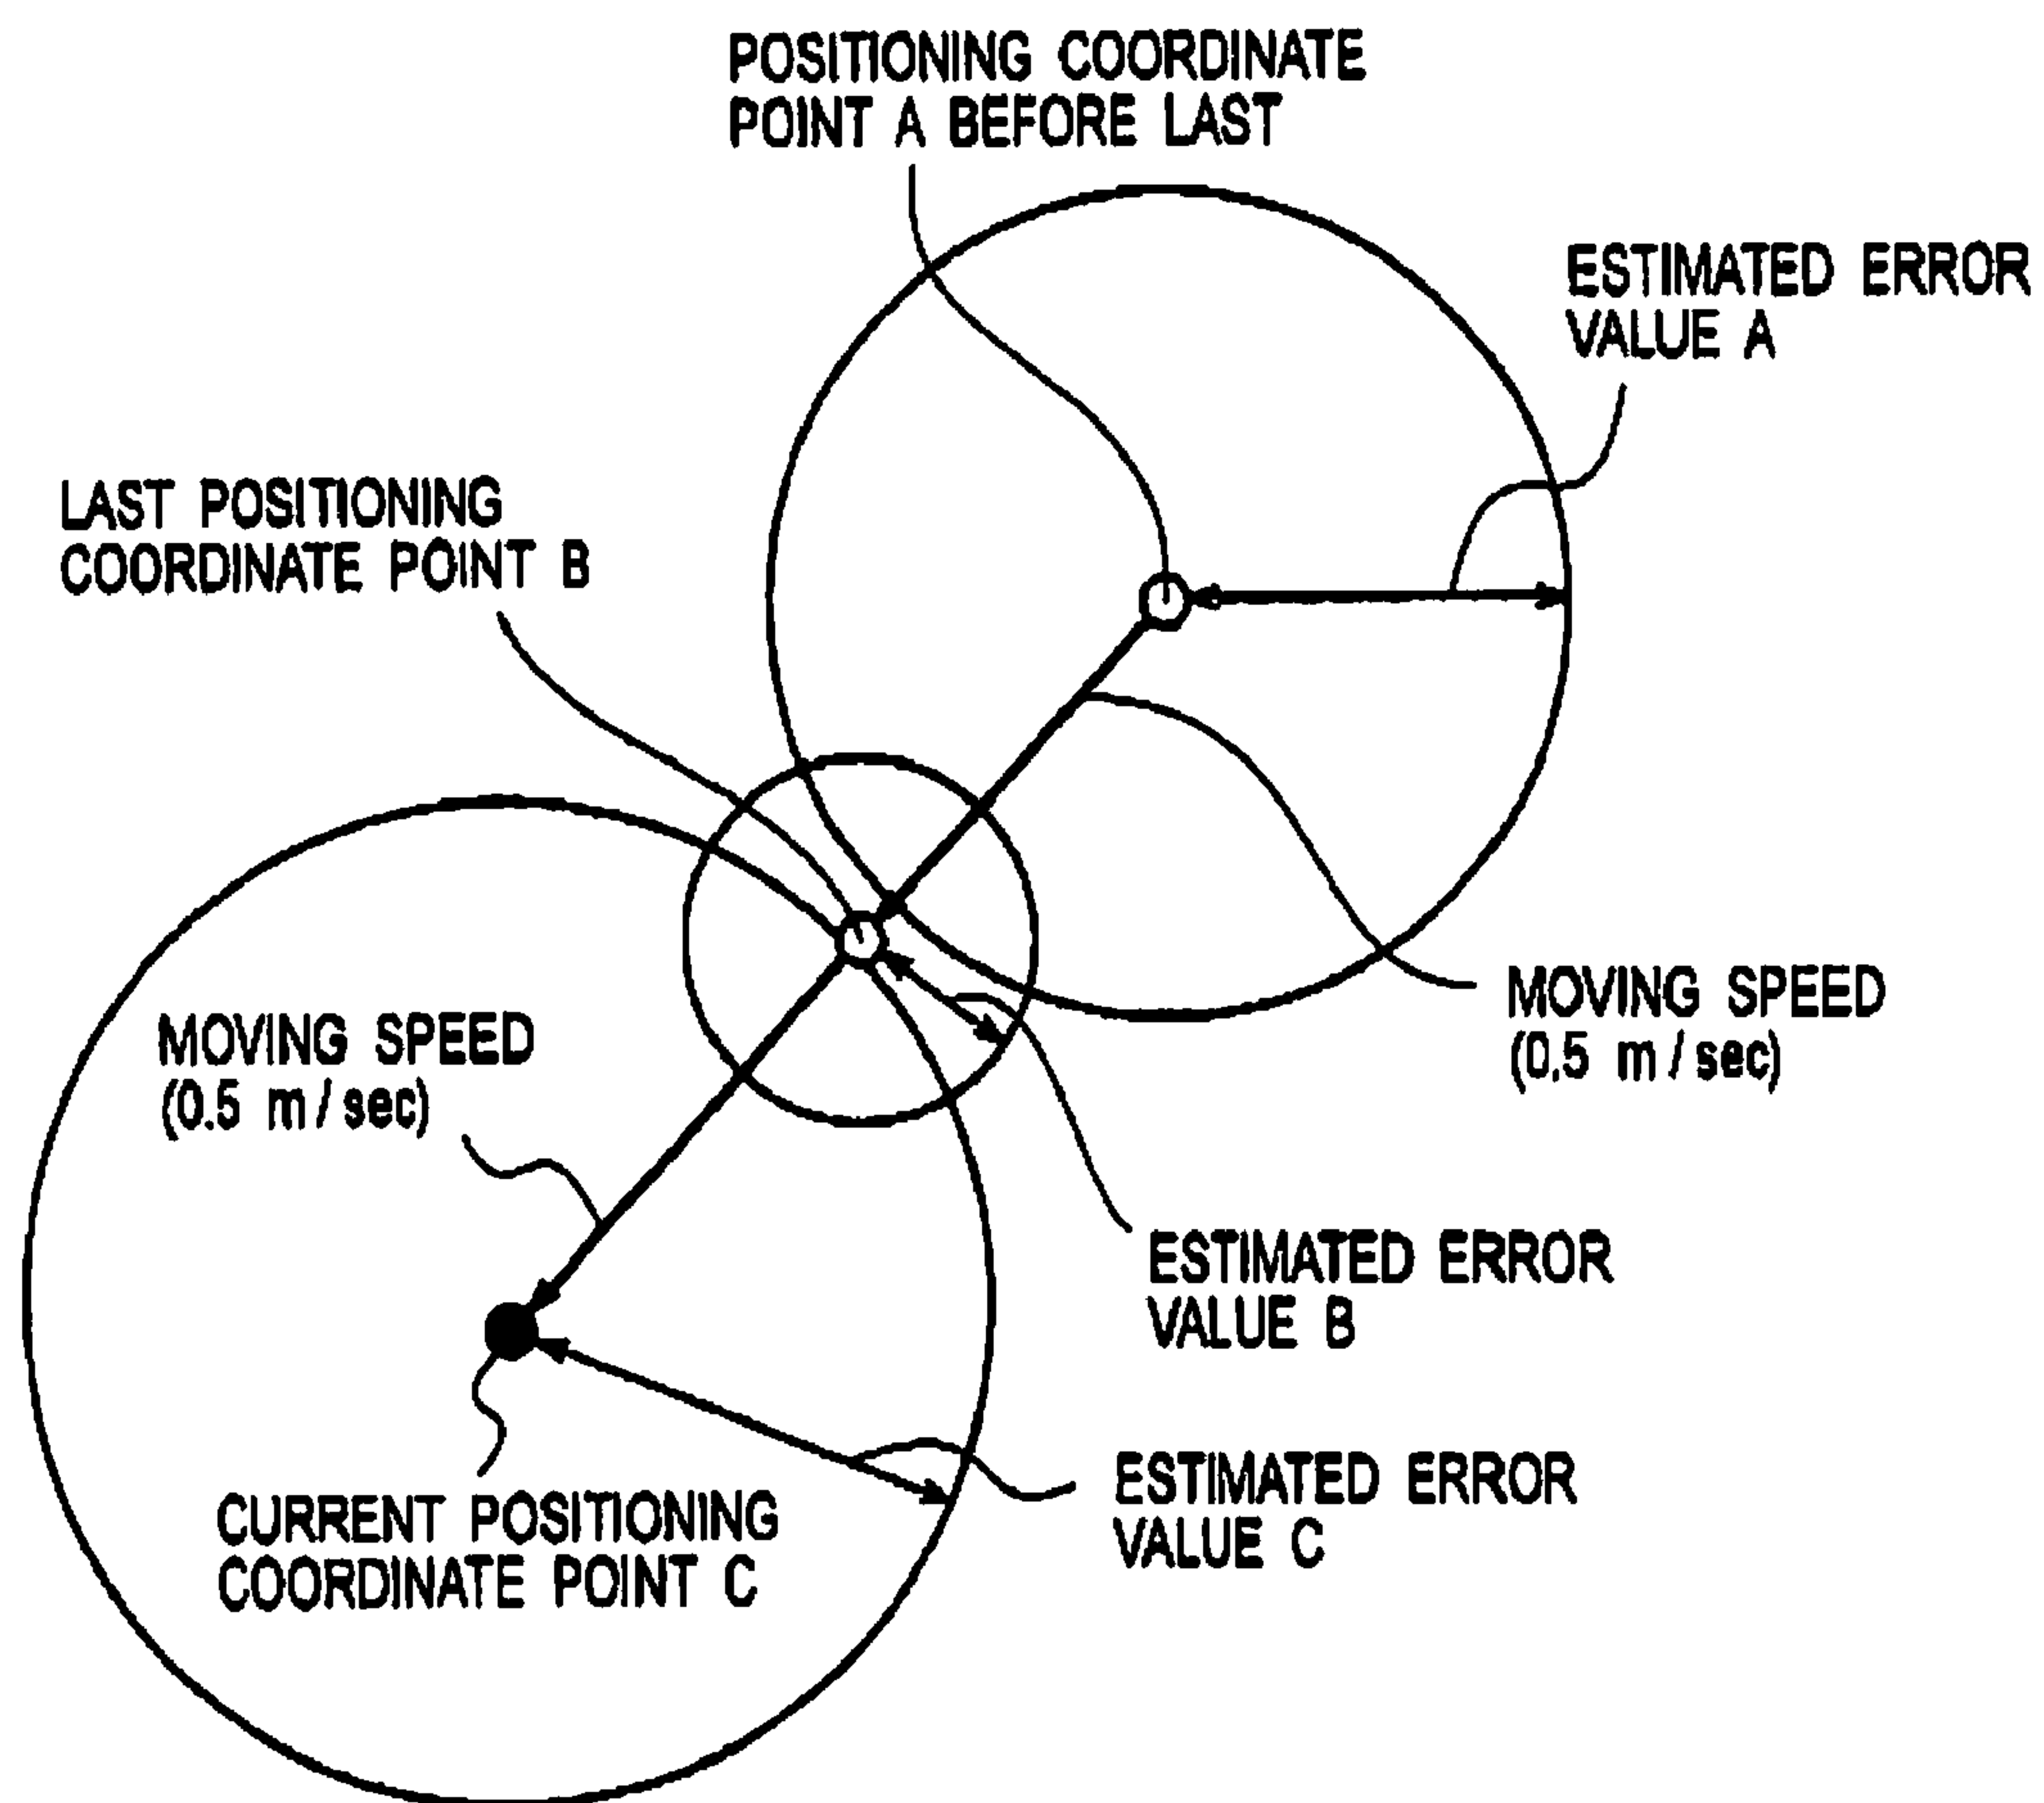 POSITIONING COORDINATE
POINT A BEFORE LAST
ESTIMATED ERROR
VALUE A
LAST POSITIONING
COORDINATE POINT B
MOVING SPEED
(0.5 m/sec)
MOVING SPEED
(0.5 m/sec)
ESTIMATED ERROR
VALUE B
ESTIMATED ERROR
VALUE C
CURRENT POSITIONING
COORDINATE POINT C